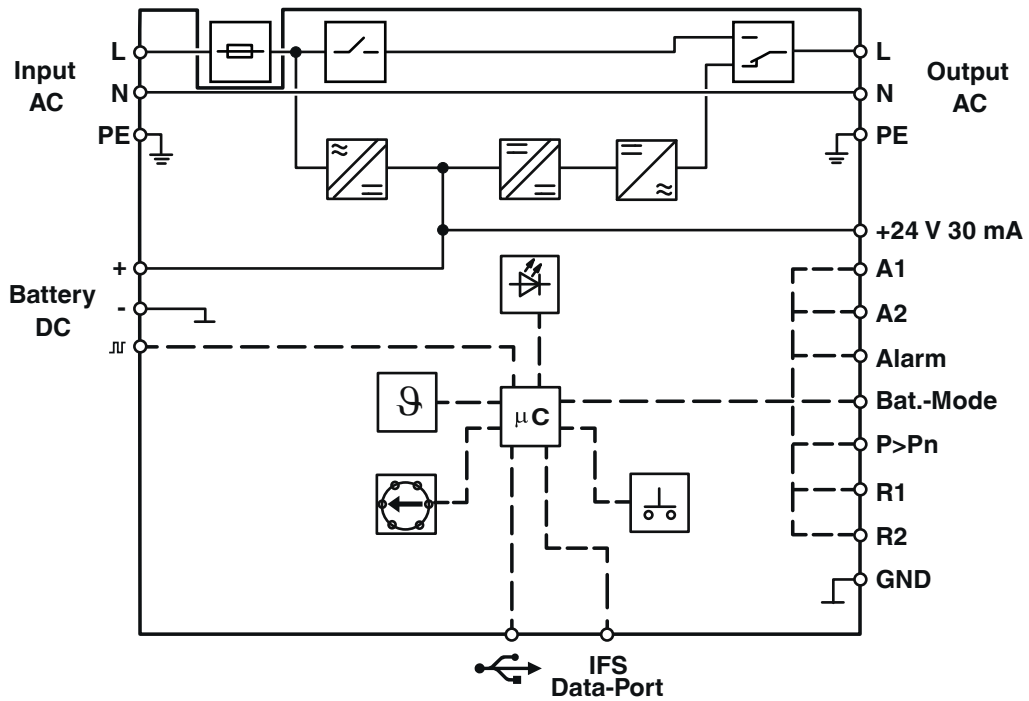 Input
AC
L
N
PE
L
N
PE
Output
AC
+24 V 30 mA
Battery
DC
+
-
A1
A2
Alarm
Bat.-Mode
P>Pn
R1
R2
GND
ϑ
µC
IFS
Data-Port